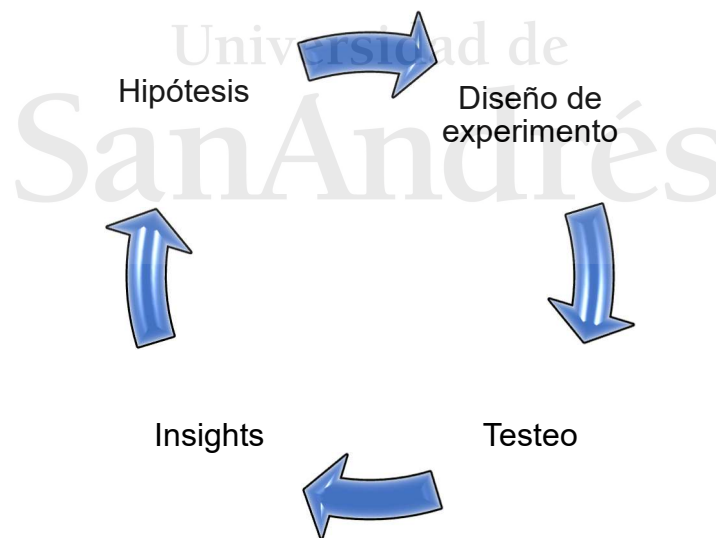 Universidad de
SanAndrés
Hipótesis
Diseño de
experimento
Insights
Testeo